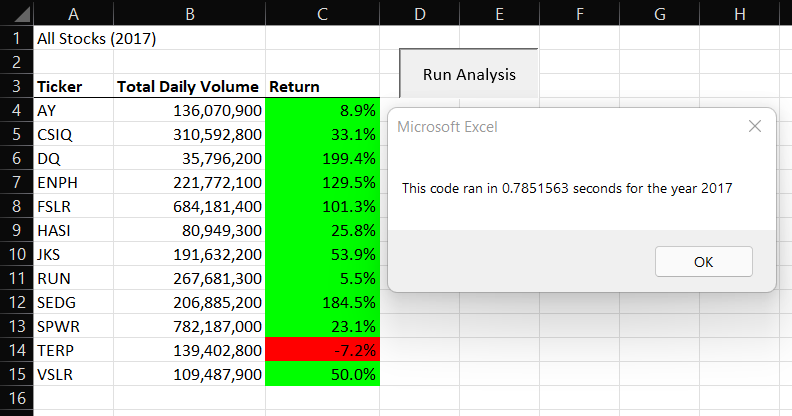 A B C D E F G H
1 All Stocks (2017)
2 Run Analysis
3 Ticker Total Daily Volume Return
4 AY 136,070,900 8.9%
5 CSIQ 310,592,800 33.1%
6 DQ 35,796,200 199.4%
7 ENPH 221,772,100 129.5%
8 FSLR 684,181,400 101.3%
9 HASI 80,949,300 25.8%
10 JKS 191,632,200 53.9%
11 RUN 267,681,300 5.5%
12 SEDG 206,885,200 184.5%
13 SPWR 782,187,000 23.1%
14 TERP 139,402,800 -7.2%
15 VSLR 109,487,900 50.0%
16
Microsoft Excel
This code ran in 0.7851563 seconds for the year 2017
OK